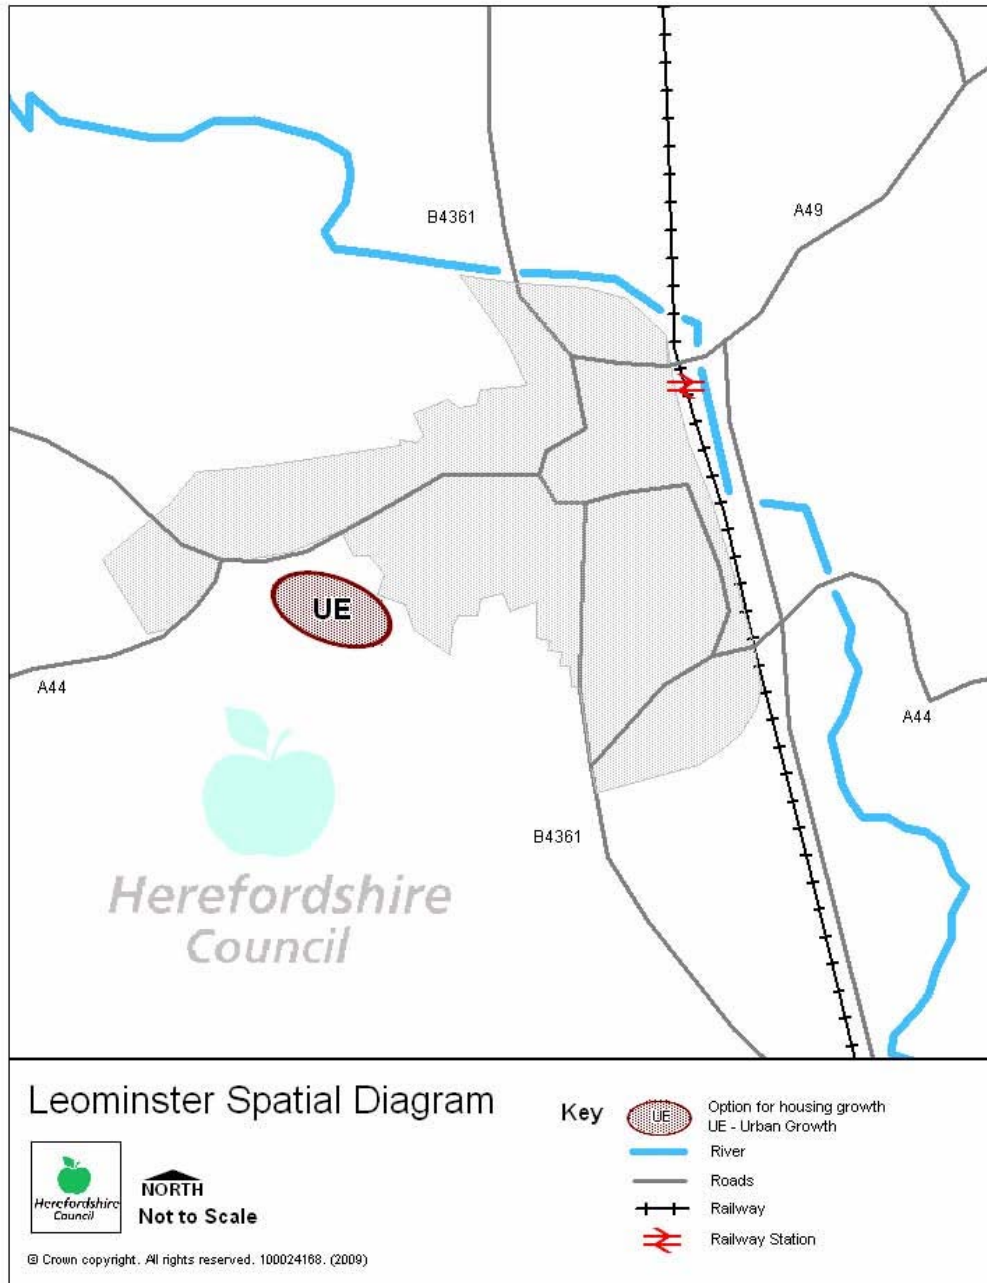 B4361
A49
UE
A44
A44
B4361
Herefordshire
Council
Leominster Spatial Diagram
Key
UE
Option for housing growth
UE - Urban Growth
River
Roads
Railway
Railway Station
Herefordshire
Council
NORTH
Not to Scale
© Crown copyright. All rights reserved. 100024168. (2009)